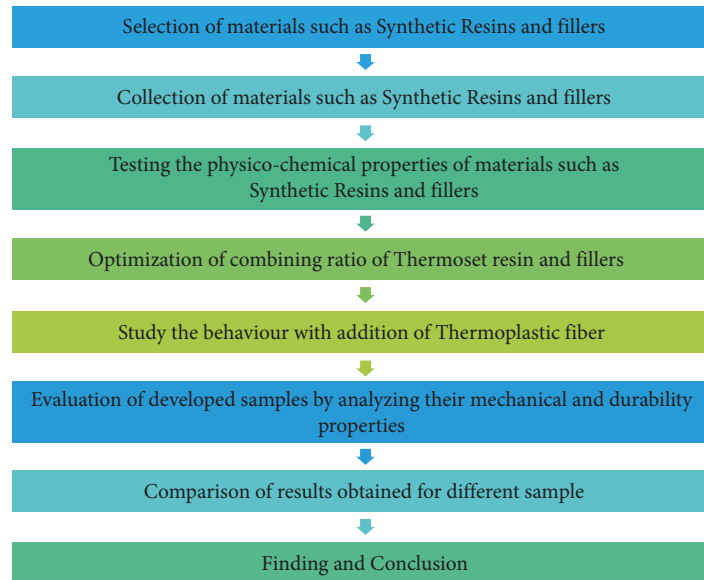 Selection of materials such as Synthetic Resins and fillers
Collection of materials such as Synthetic Resins and fillers
Testing the physico-chemical properties of materials such as
Synthetic Resins and fillers
Optimization of combining ratio of Thermoset resin and fillers
Study the behaviour with addition of Thermoplastic fiber
Evaluation of developed samples by analyzing their mechanical and durability
properties
Comparison of results obtained for different sample
Finding and Conclusion